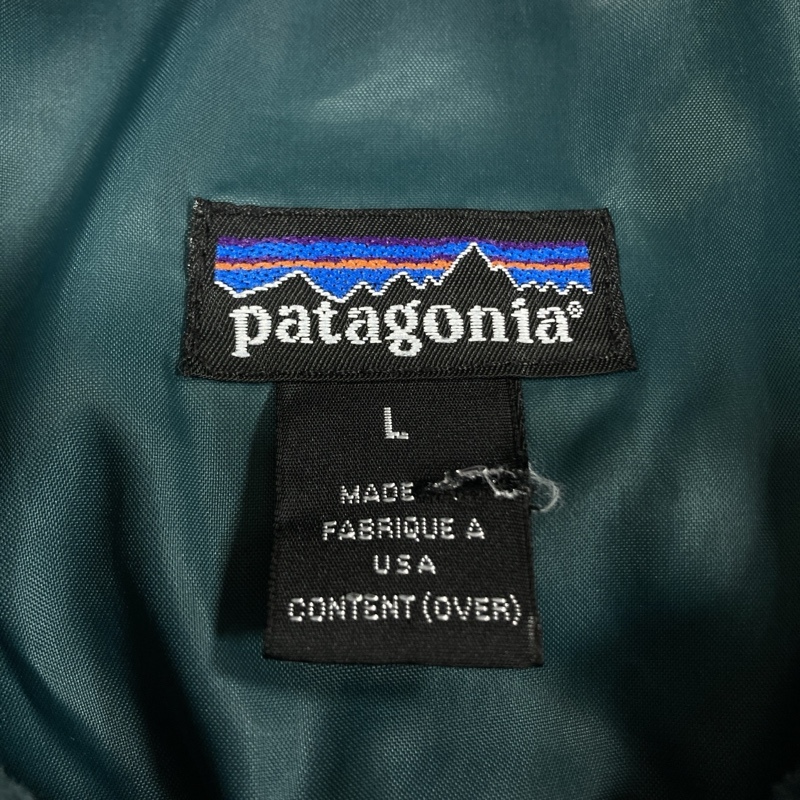 patagonia®
L
MADE
FABRIQUE A
USA
CONTENT (OVER)